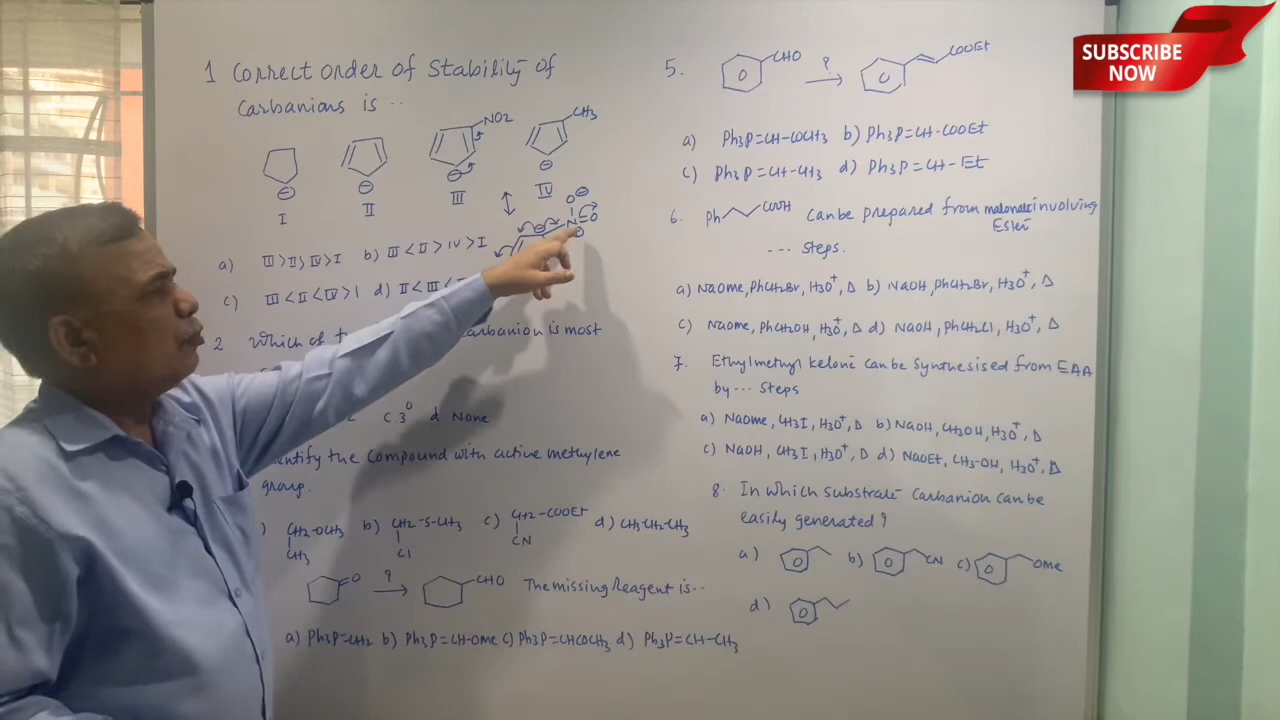 1 Correct order of Stability of
Carbanions is ..
NO2
CH3
I
II
III
IV
a) III > II > IV > I b) III < II > IV > I
c) III < II < IV > I d) II < III <
2 Which of carbanion is most
c. 3° d None
entify the Compound with active methylene
group.
) CH2-OCH3 b) CH2-S-CH3 c) CH2-COOEt d) CH3-CH2-CH3
CH3 Cl CN
O ? CHO The missing Reagent is ..
a) Ph3P=CH2 b) Ph3P=CH-OMe c) Ph3P=CHCOCH3 d) Ph3P=CH-CH3
5. CHO ? COOEt
a) Ph3P=CH-COCH3 b) Ph3P=CH-COOEt
c) Ph3P=CH-CH3 d) Ph3P=CH-Et
6. Ph COOH Can be prepared from malonate involving
Ester
--- Steps.
a) NaOme, PhCH2Br, H3O+, Δ b) NaOH, PhCH2Br, H3O+, Δ
c) NaOme, PhCH2OH, H3O+, Δ d) NaOH, PhCH2Cl, H3O+, Δ
7. Ethylmethyl ketone can be Synthesised from EAA
by --- Steps
a) NaOme, CH3I, H3O+, Δ b) NaOH, CH3OH, H3O+, Δ
c) NaOH, CH3I, H3O+, Δ d) NaOEt, CH3-OH, H3O+, Δ
8. In which Substrate Carbanion can be
easily generated?
a) b) CN c) OMe
d)
SUBSCRIBE
NOW